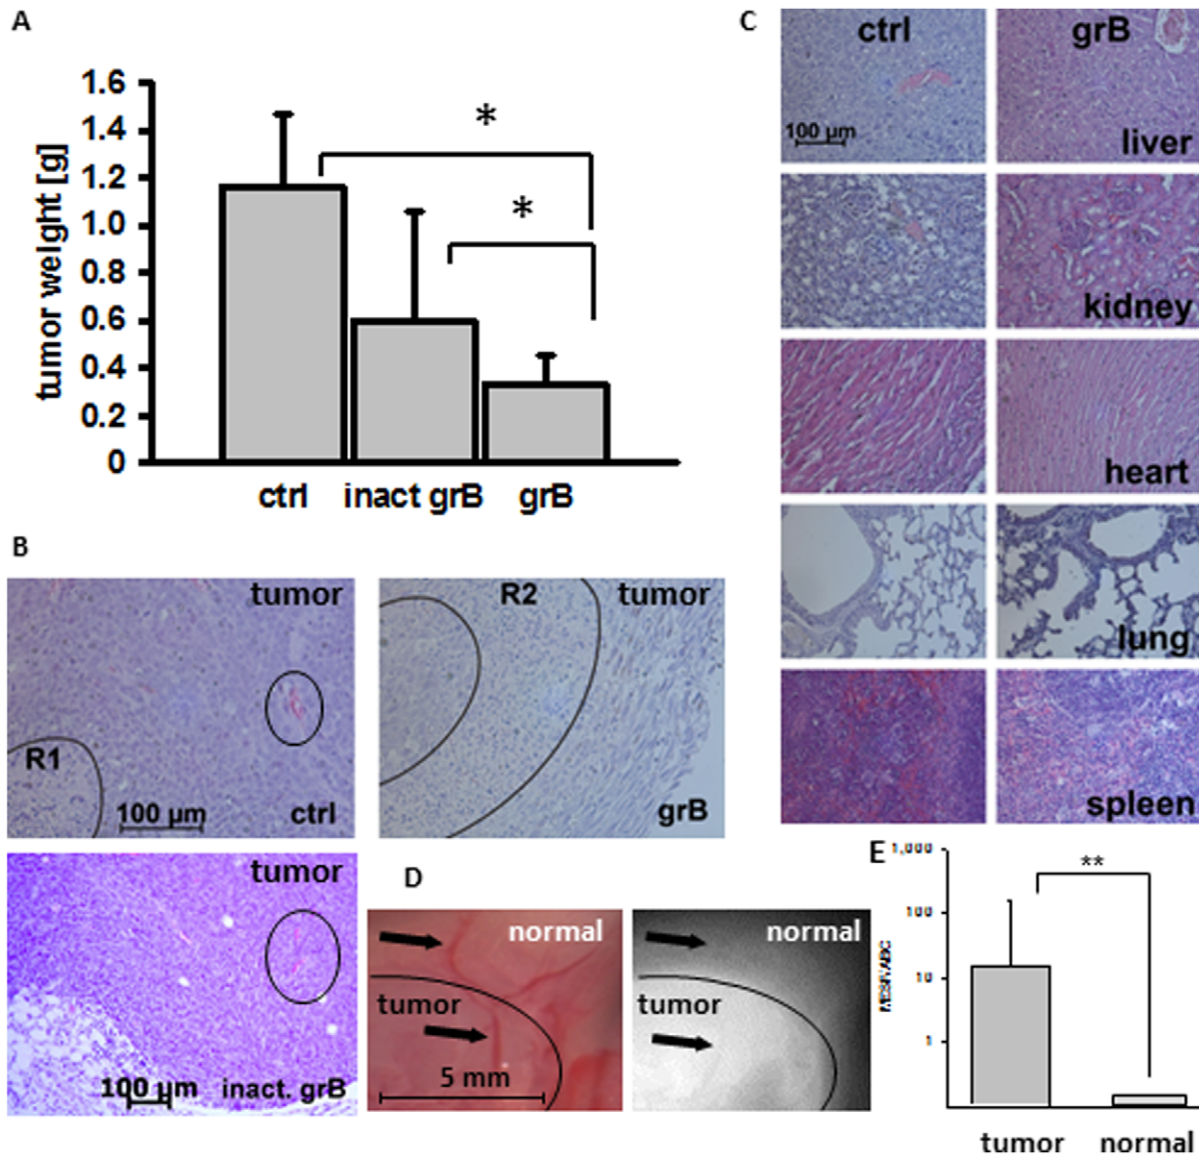 A
1.6
1.4
1.2
1.0
0.8
0.6
0.4
0.2
0
tumor weight [g]
*
*
ctrl
inact grB
grB
B
tumor
R1
100 µm
ctrl
R2
tumor
grB
tumor
100 µm
inact. grB
C
ctrl
grB
100 µm
liver
kidney
heart
lung
spleen
D
normal
tumor
5 mm
normal
tumor
E
1,000
100
10
1
**
tumor
normal